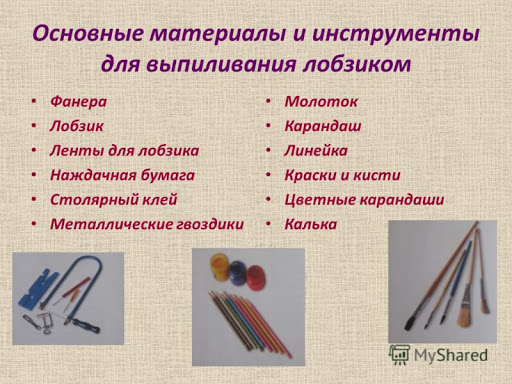 Основные материалы и инструменты
для выпиливания лобзиком
• Фанера
• Лобзик
• Ленты для лобзика
• Наждачная бумага
• Столярный клей
• Металлические гвоздики
• Молоток
• Карандаш
• Линейка
• Краски и кисти
• Цветные карандаши
• Калька
MyShared